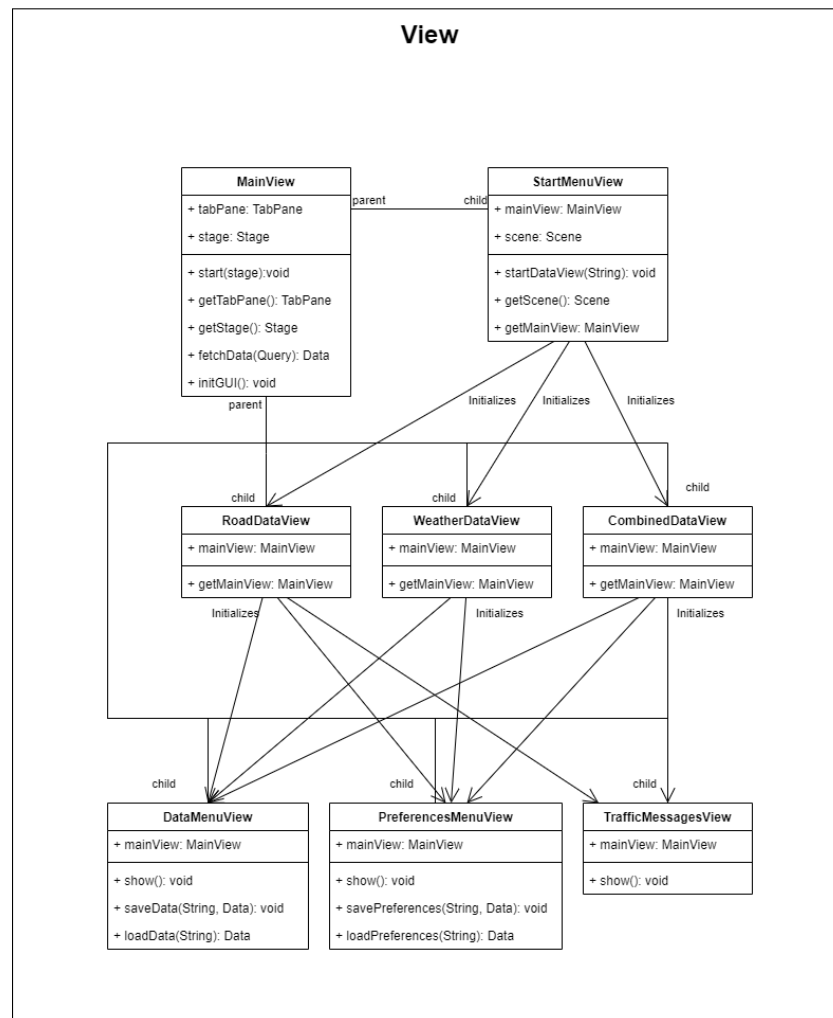 View
MainView
+ tabPane: TabPane
+ stage: Stage
+ start(stage):void
+ getTabPane(): TabPane
+ getStage(): Stage
+ fetchData(Query): Data
+ initGUI(): void
parent
child
StartMenuView
+ mainView: MainView
+ scene: Scene
+ startDataView(String): void
+ getScene(): Scene
+ getMainView: MainView
parent
Initializes
Initializes
Initializes
child
child
child
RoadDataView
+ mainView: MainView
+ getMainView: MainView
WeatherDataView
+ mainView: MainView
+ getMainView: MainView
CombinedDataView
+ mainView: MainView
+ getMainView: MainView
Initializes
Initializes
Initializes
child
child
child
DataMenuView
+ mainView: MainView
+ show(): void
+ saveData(String, Data): void
+ loadData(String): Data
PreferencesMenuView
+ mainView: MainView
+ show(): void
+ savePreferences(String, Data): void
+ loadPreferences(String): Data
TrafficMessagesView
+ mainView: MainView
+ show(): void